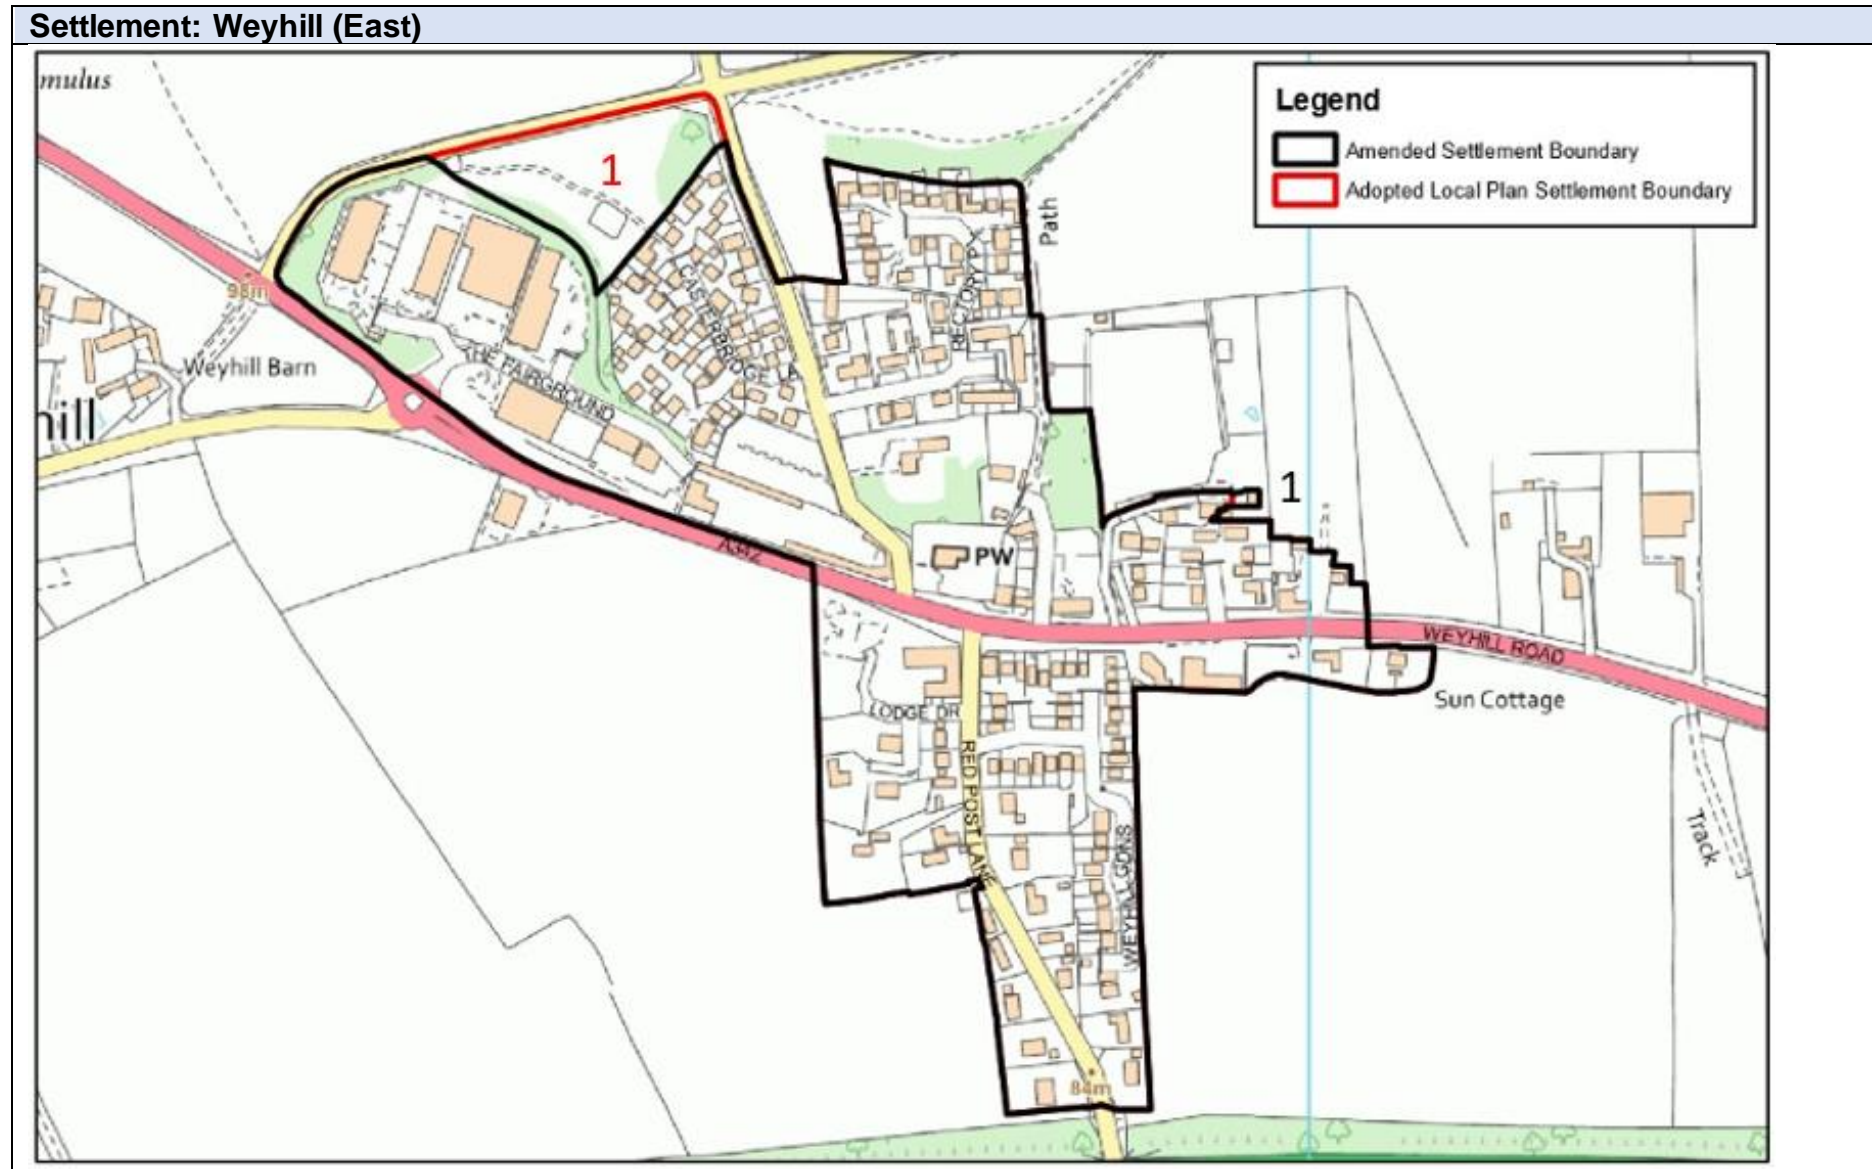 Settlement: Weyhill (East)
mulus
Legend
Amended Settlement Boundary
Adopted Local Plan Settlement Boundary
1
Path
98m
CASTERBRIDGE LA
Weyhill Barn
THE FAIRGROUND
hill
1
A342
PW
WEYHILL ROAD
Sun Cottage
LODGE DR
RED POST LANE
WEYHILL GDNS
Track
84m